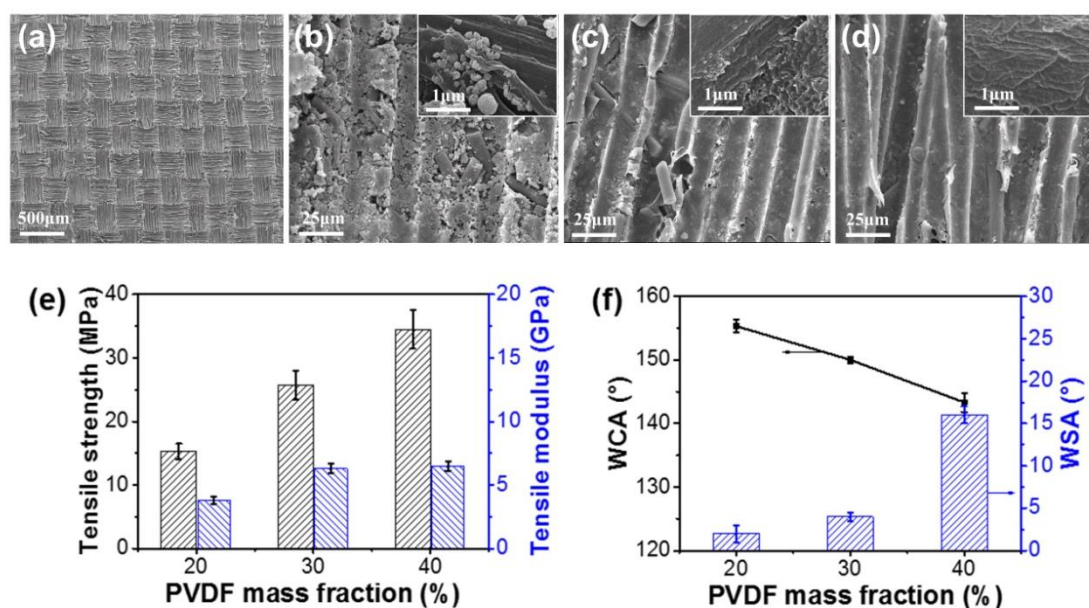 (a) (b) (c) (d)
1μm 1μm 1μm
500μm 25μm 25μm 25μm
(e)
40
30
20
10
0
Tensile strength (MPa)
20
15
10
5
0
Tensile modulus (GPa)
20 30 40
PVDF mass fraction (%)
(f)
160
150
140
130
120
WCA (°)
30
25
20
15
10
5
0
WSA (°)
20 30 40
PVDF mass fraction (%)